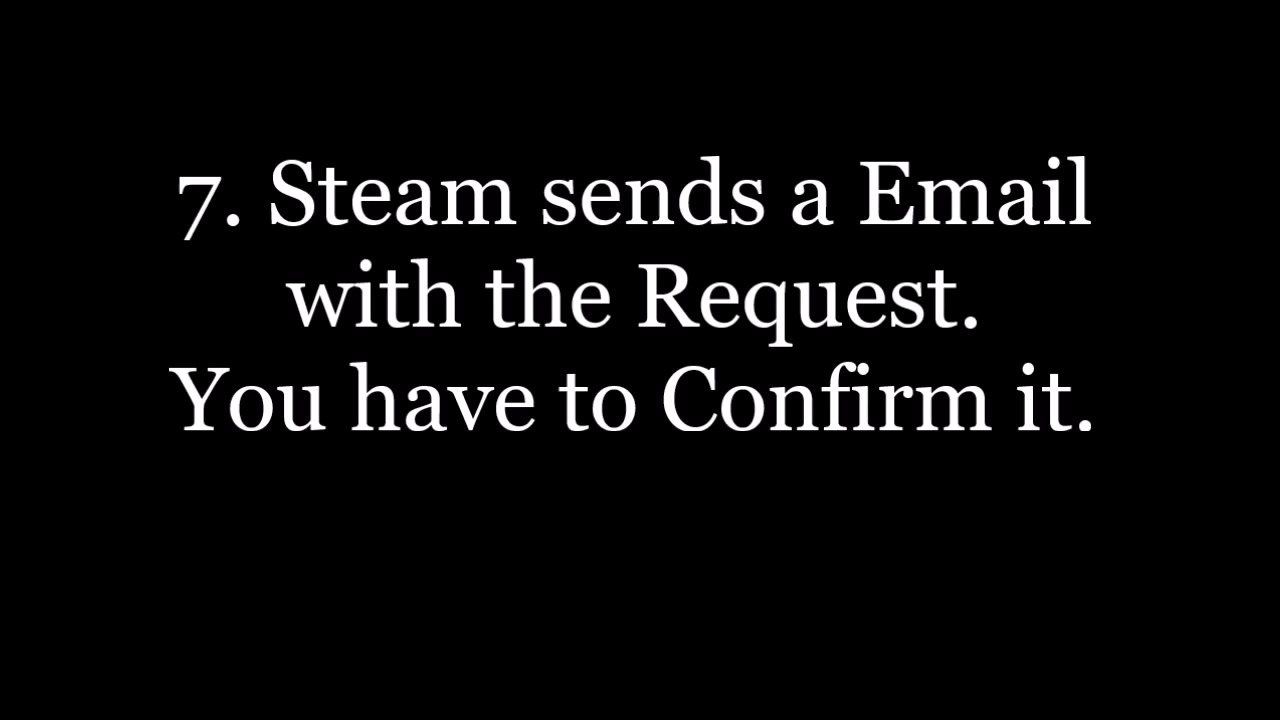 7. Steam sends a Email
with the Request.
You have to Confirm it.